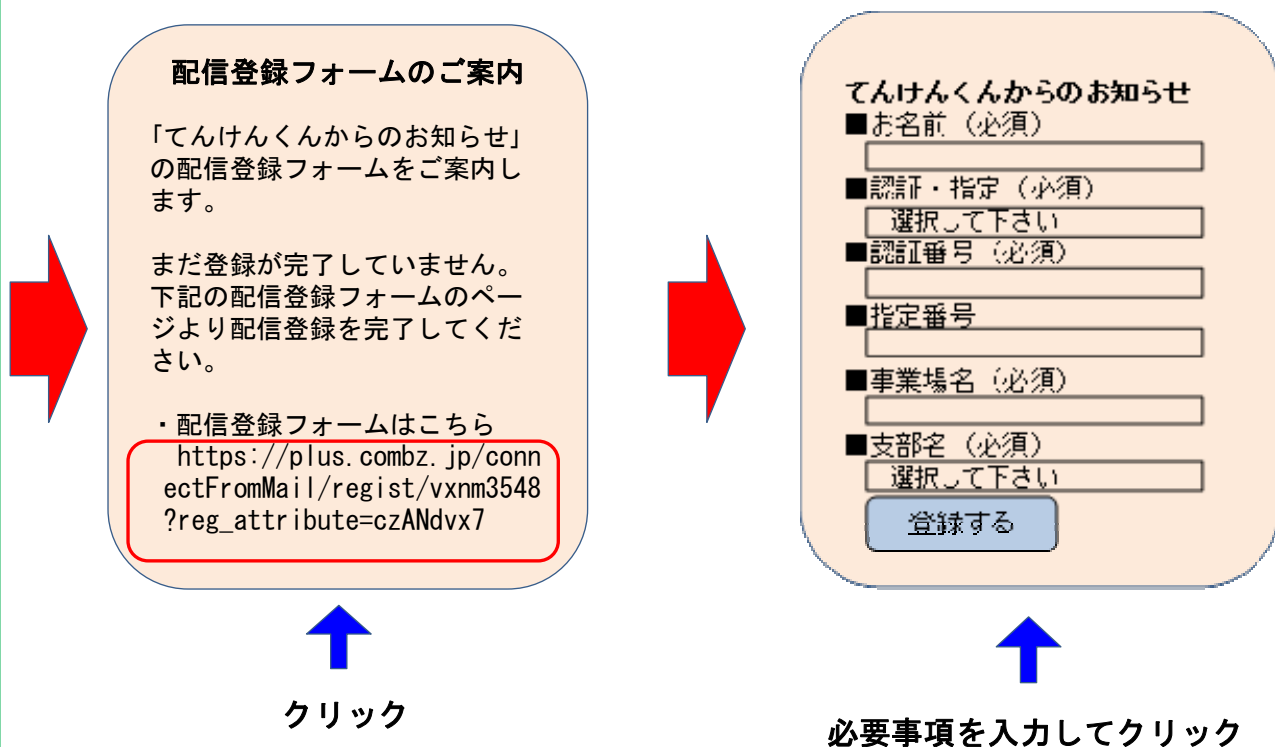 配信登録フォームのご案内
「てんけんくんからのお知らせ」
の配信登録フォームをご案内し
ます。
まだ登録が完了していません。
下記の配信登録フォームのペー
ジより配信登録を完了してくだ
さい。
・配信登録フォームはこちら
https://plus.combz.jp/conn
ectFromMail/regist/vxnm3548
?reg_attribute=czANdvx7
クリック
てんけんくんからのお知らせ
■お名前（必須）
■認証・指定（必須）
選択して下さい
■認証番号（必須）
■指定番号
■事業場名（必須）
■支部名（必須）
選択して下さい
登録する
必要事項を入力してクリック